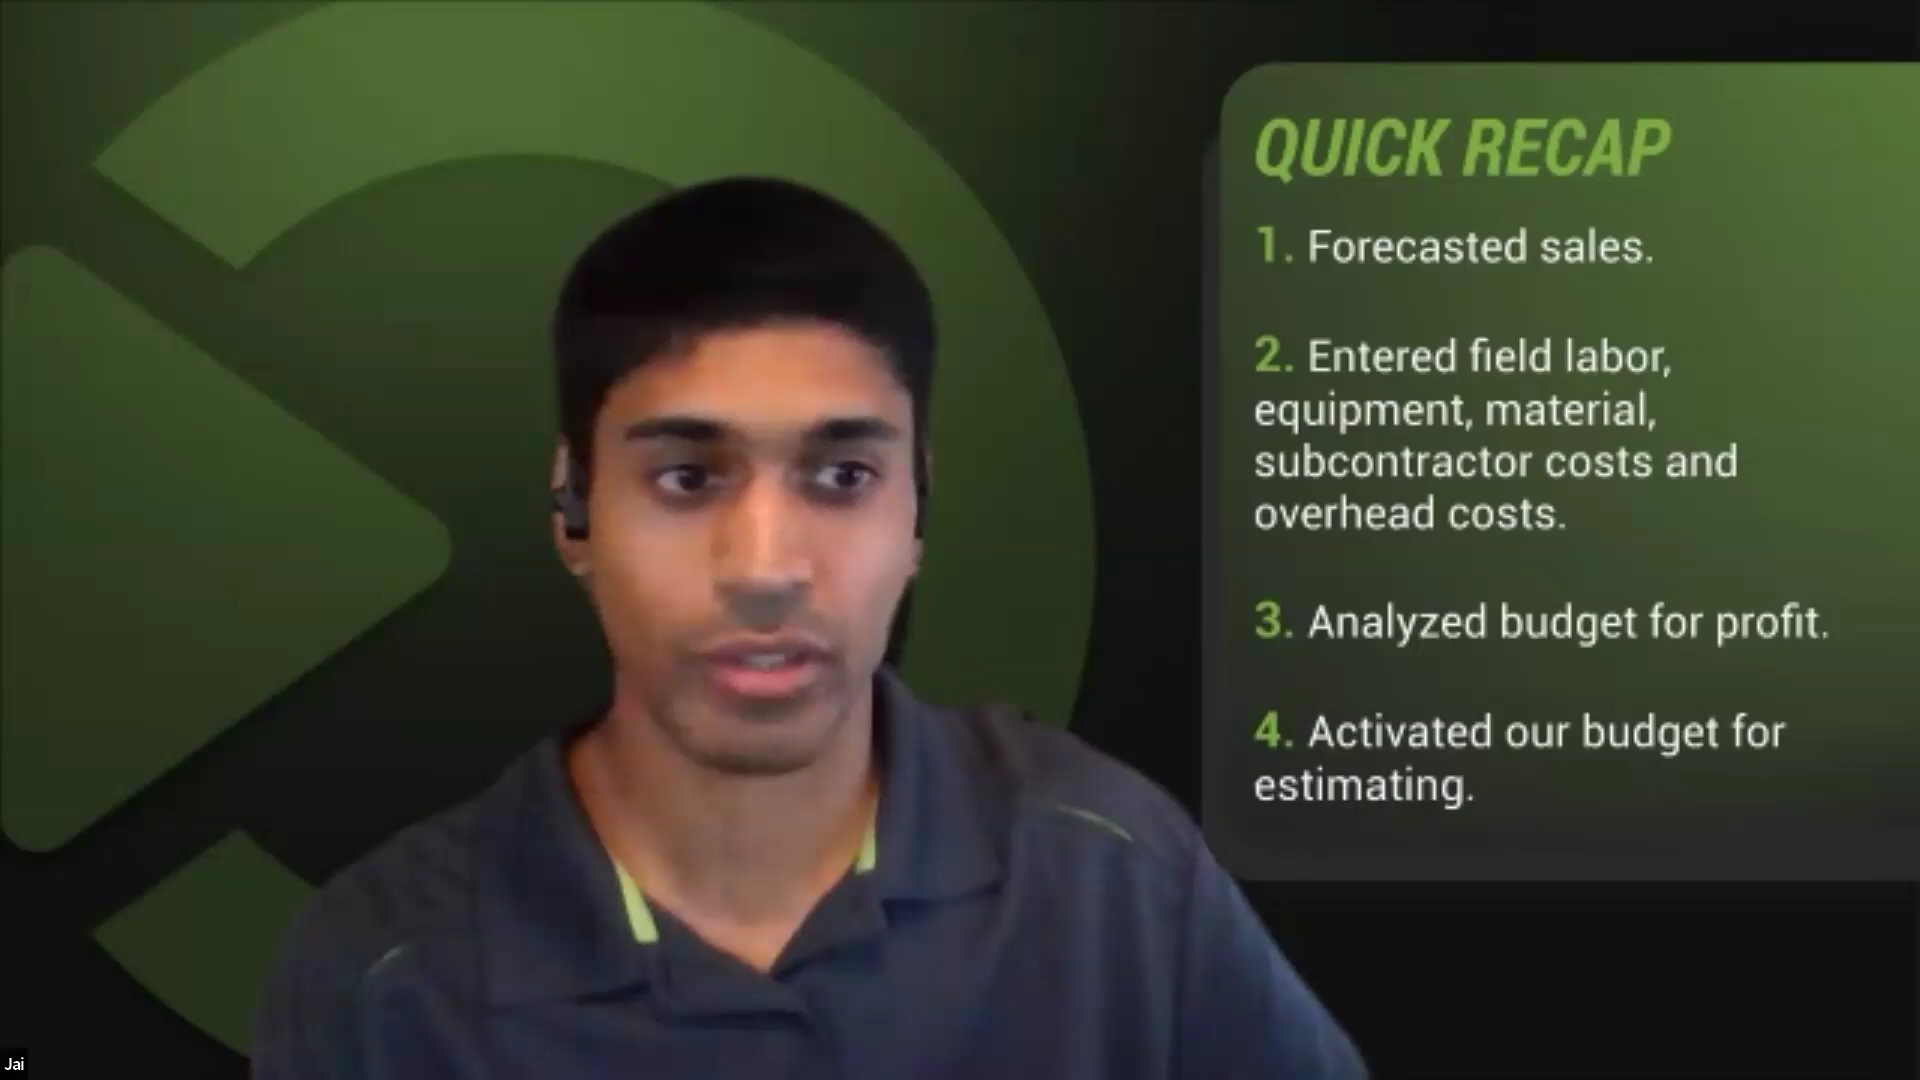 QUICK RECAP
1. Forecasted sales.
2. Entered field labor,
equipment, material,
subcontractor costs and
overhead costs.
3. Analyzed budget for profit.
4. Activated our budget for
estimating.
Jai